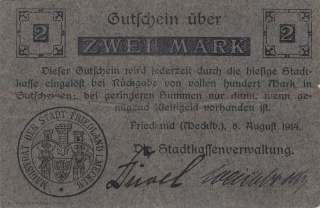 Gutschein über
2 ZWEI MARK 2
Dieser Gutschein wird jederzeit durch die hiesige Stadt-
kasse eingelöst bei Rückgabe von vollen hundert Mark in
Gutscheinen; bei geringeren Summen nur dann, wenn ge-
nügend Kleingeld vorhanden ist.
Friedland (Mecklb.), 8. August 1914.
Die Stadtkassenverwaltung.
MAGISTRAT DER STADT FRIEDLAND